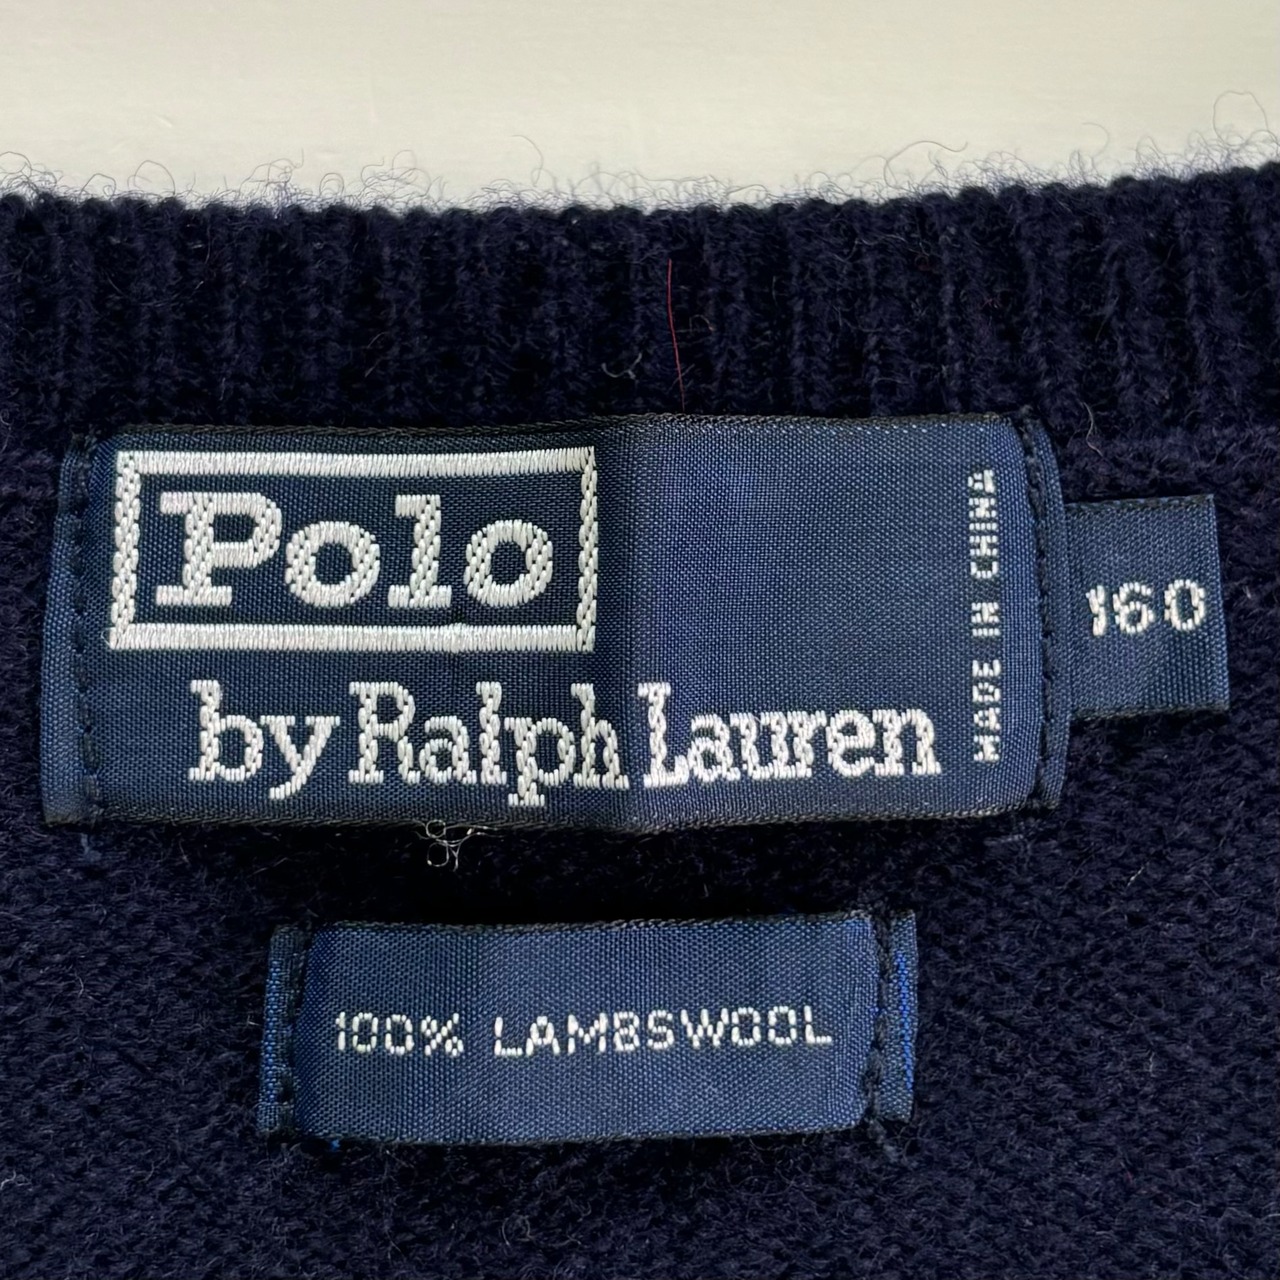 Polo
by Ralph Lauren
MADE IN CHINA
160
100% LAMBSWOOL